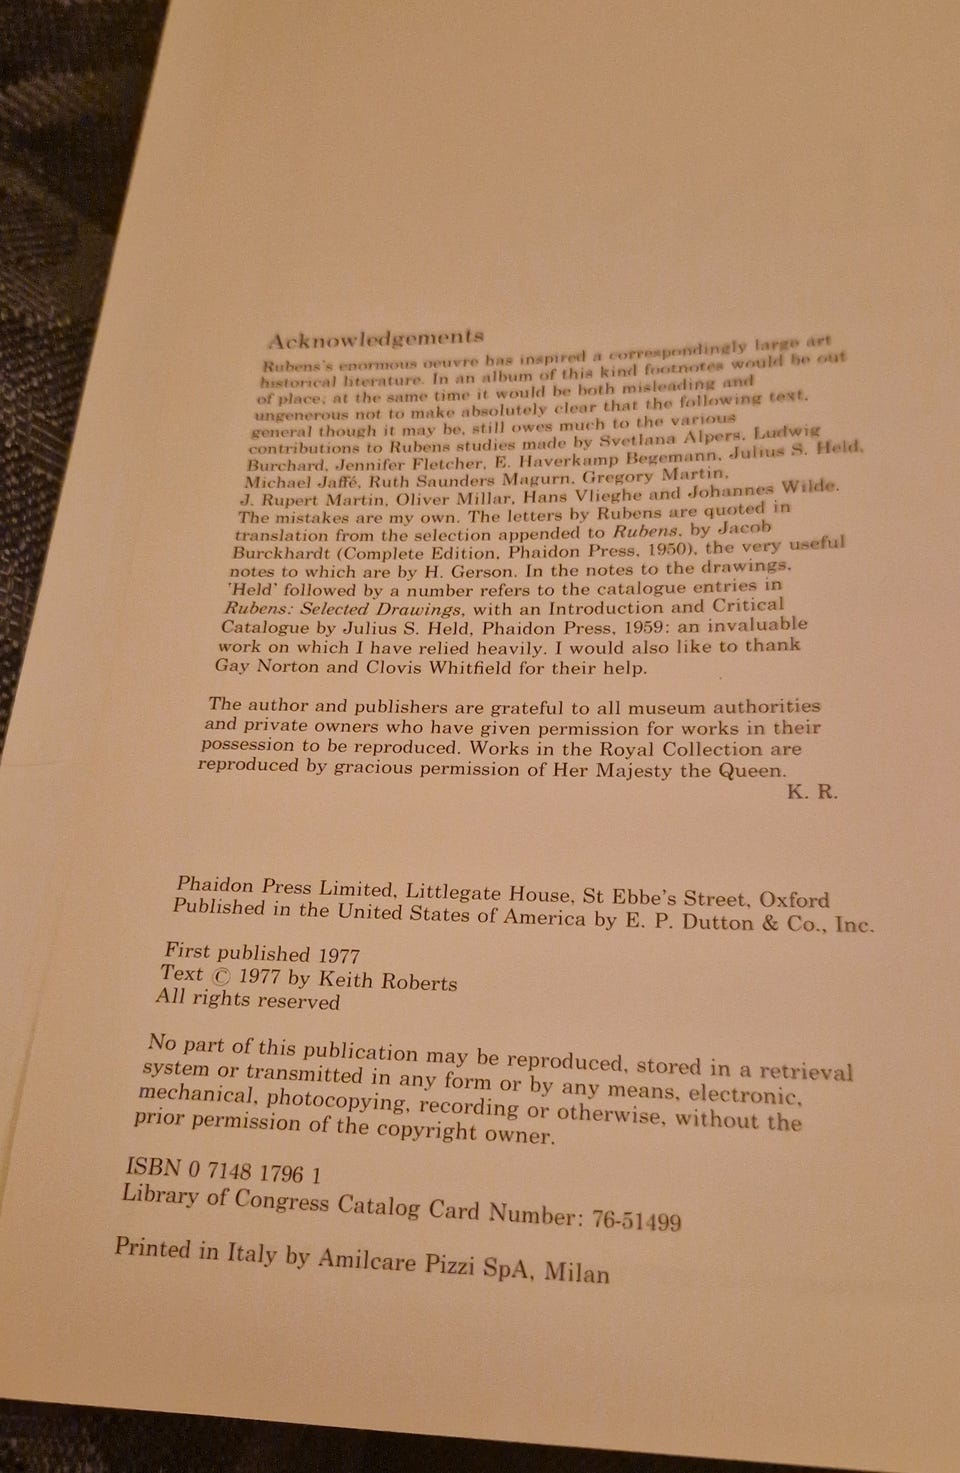 Acknowledgements
Rubens's enormous oeuvre has inspired a correspondingly large art
historical literature. In an album of this kind footnotes would be out
of place; at the same time it would be both misleading and
ungenerous not to make absolutely clear that the following text,
general though it may be, still owes much to the various
contributions to Rubens studies made by Svetlana Alpers, Ludwig
Burchard, Jennifer Fletcher, E. Haverkamp Begemann, Julius S. Held,
Michael Jaffé, Ruth Saunders Magurn, Gregory Martin,
J. Rupert Martin, Oliver Millar, Hans Vlieghe and Johannes Wilde.
The mistakes are my own. The letters by Rubens are quoted in
translation from the selection appended to Rubens, by Jacob
Burckhardt (Complete Edition, Phaidon Press, 1950), the very useful
notes to which are by H. Gerson. In the notes to the drawings,
'Held' followed by a number refers to the catalogue entries in
Rubens: Selected Drawings, with an Introduction and Critical
Catalogue by Julius S. Held, Phaidon Press, 1959: an invaluable
work on which I have relied heavily. I would also like to thank
Gay Norton and Clovis Whitfield for their help.
The author and publishers are grateful to all museum authorities
and private owners who have given permission for works in their
possession to be reproduced. Works in the Royal Collection are
reproduced by gracious permission of Her Majesty the Queen.
K. R.
Phaidon Press Limited, Littlegate House, St Ebbe's Street, Oxford
Published in the United States of America by E. P. Dutton & Co., Inc.
First published 1977
Text © 1977 by Keith Roberts
All rights reserved
No part of this publication may be reproduced, stored in a retrieval
system or transmitted in any form or by any means, electronic,
mechanical, photocopying, recording or otherwise, without the
prior permission of the copyright owner.
ISBN 0 7148 1796 1
Library of Congress Catalog Card Number: 76-51499
Printed in Italy by Amilcare Pizzi SpA, Milan